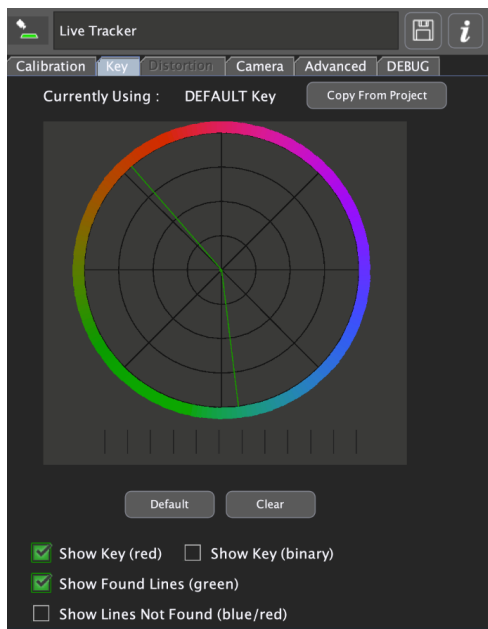 Live Tracker
i
Calibration Key Distortion Camera Advanced DEBUG
Currently Using : DEFAULT Key Copy From Project
Default Clear
Show Key (red) Show Key (binary)
Show Found Lines (green)
Show Lines Not Found (blue/red)